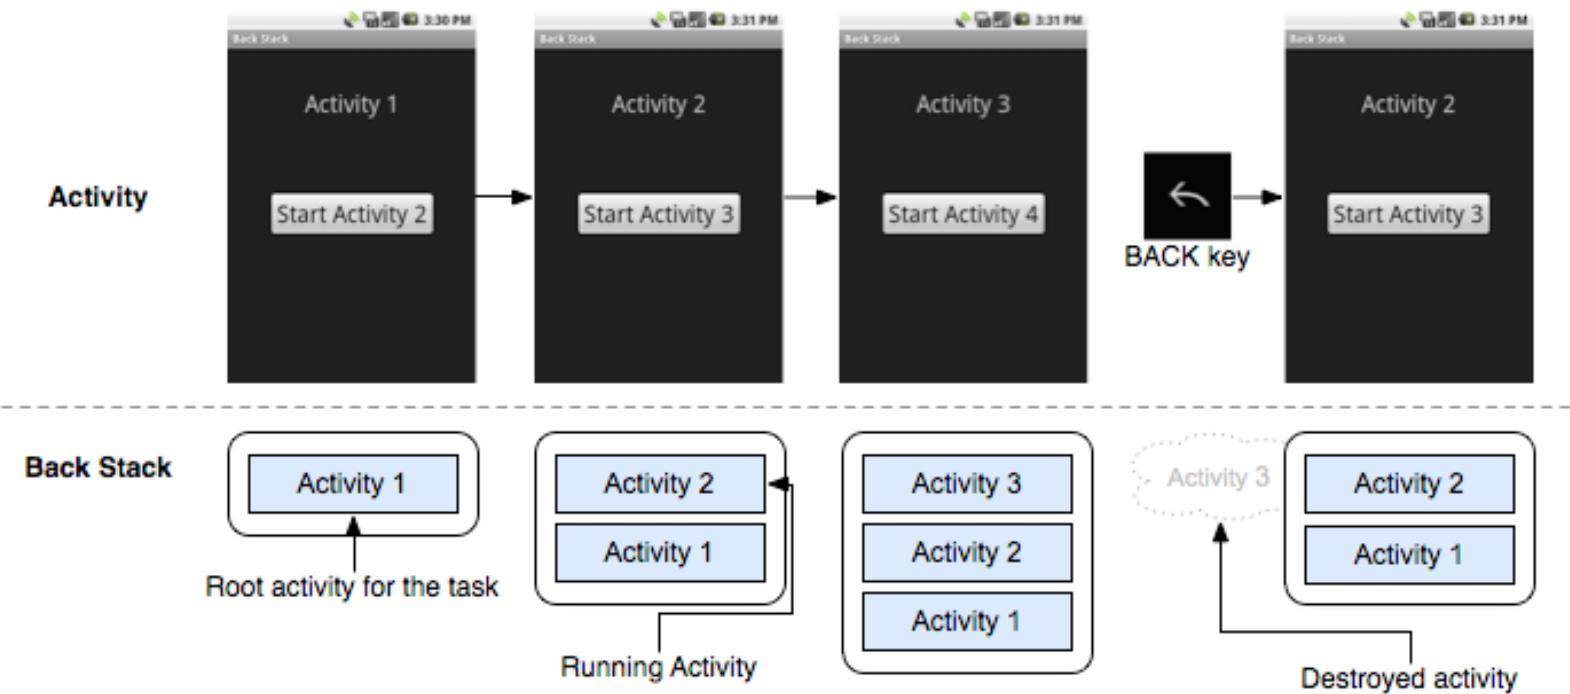 3:30 PM
Back Stack
Activity 1
Start Activity 2
3:31 PM
Back Stack
Activity 2
Start Activity 3
3:31 PM
Back Stack
Activity 3
Start Activity 4
3:31 PM
Back Stack
Activity 2
Start Activity 3
Activity
BACK key
Back Stack
Activity 1
Root activity for the task
Activity 2
Activity 1
Running Activity
Activity 3
Activity 2
Activity 1
Activity 3
Activity 2
Activity 1
Destroyed activity